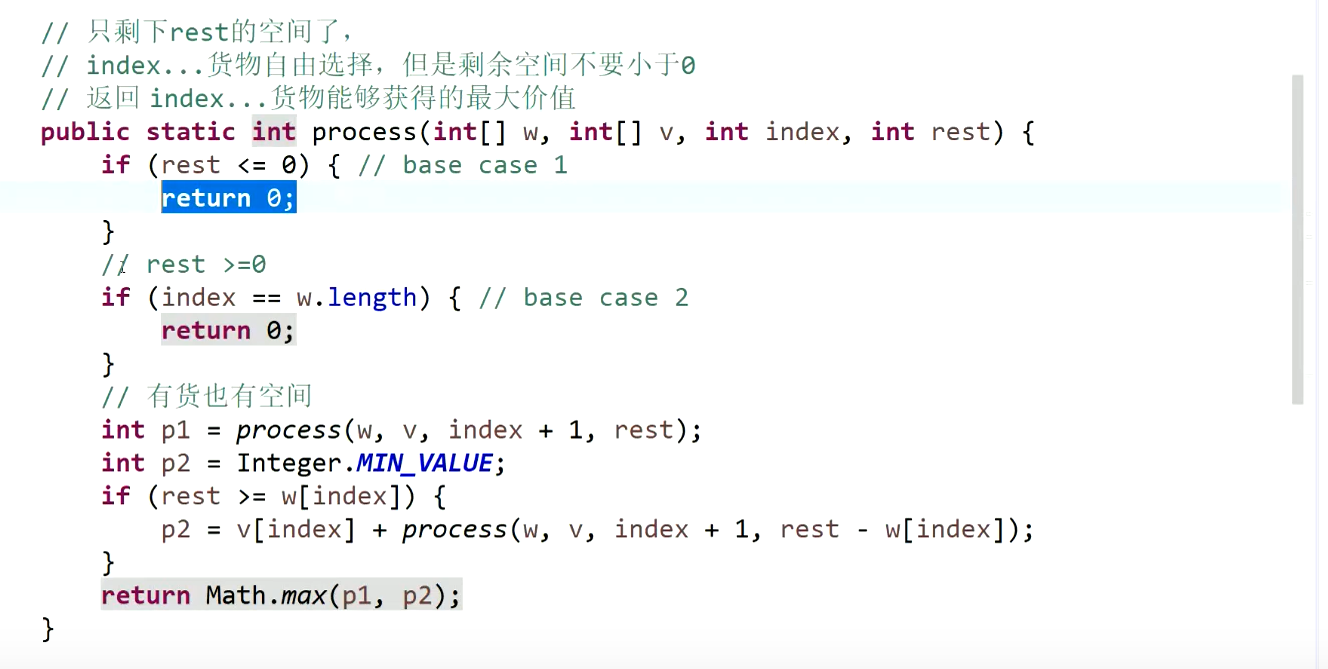 // 只剩下rest的空间了，
// index...货物自由选择，但是剩余空间不要小于0
// 返回 index...货物能够获得的最大价值
public static int process(int[] w, int[] v, int index, int rest) {
if (rest <= 0) { // base case 1
return 0;
}
// rest >=0
if (index == w.length) { // base case 2
return 0;
}
// 有货也有空间
int p1 = process(w, v, index + 1, rest);
int p2 = Integer.MIN_VALUE;
if (rest >= w[index]) {
p2 = v[index] + process(w, v, index + 1, rest - w[index]);
}
return Math.max(p1, p2);
}